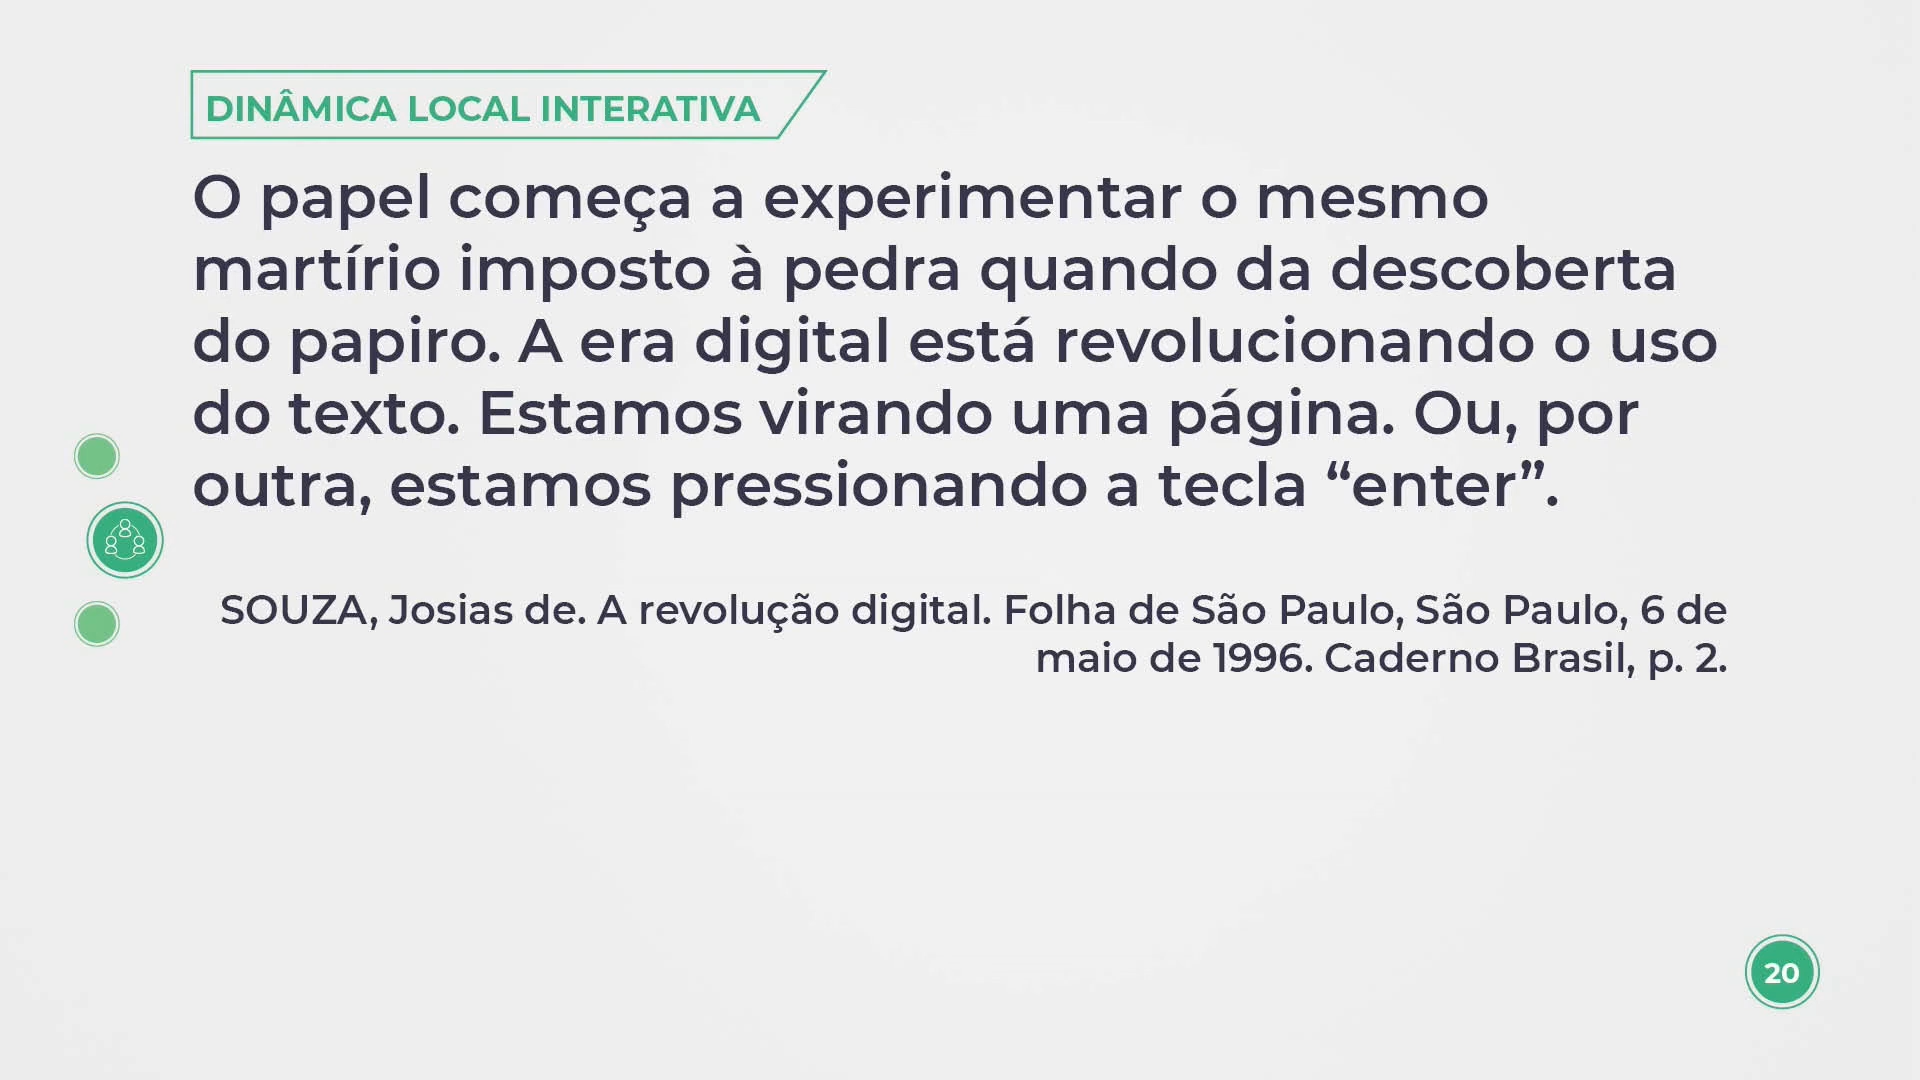 DINÂMICA LOCAL INTERATIVA
O papel começa a experimentar o mesmo
martírio imposto à pedra quando da descoberta
do papiro. A era digital está revolucionando o uso
do texto. Estamos virando uma página. Ou, por
outra, estamos pressionando a tecla “enter”.
SOUZA, Josias de. A revolução digital. Folha de São Paulo, São Paulo, 6 de
maio de 1996. Caderno Brasil, p. 2.
20